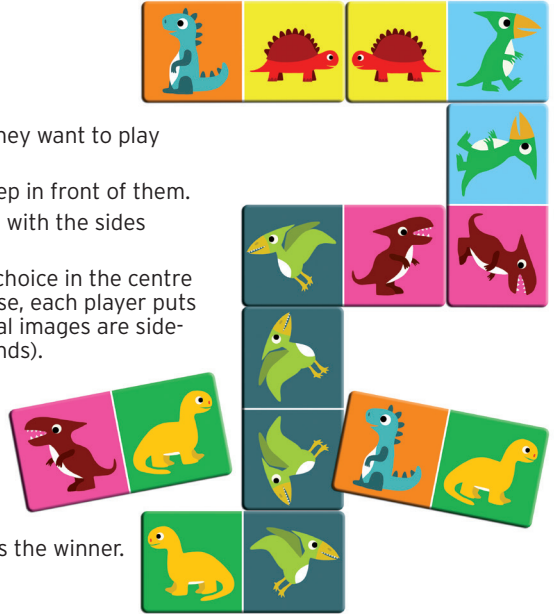 hey want to play
ep in front of them.
with the sides
choice in the centre
se, each player puts
al images are side-
nds).
s the winner.